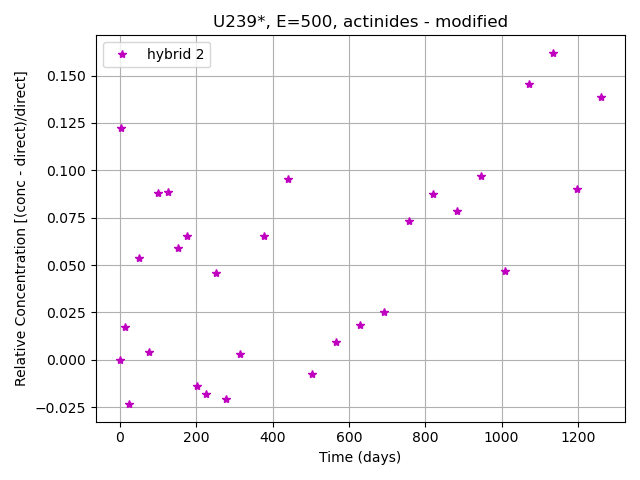 U239*, E=500, actinides - modified
hybrid 2
0.150
0.125
0.100
0.075
0.050
0.025
0.000
−0.025
Relative Concentration [(conc - direct)/direct]
0 200 400 600 800 1000 1200
Time (days)